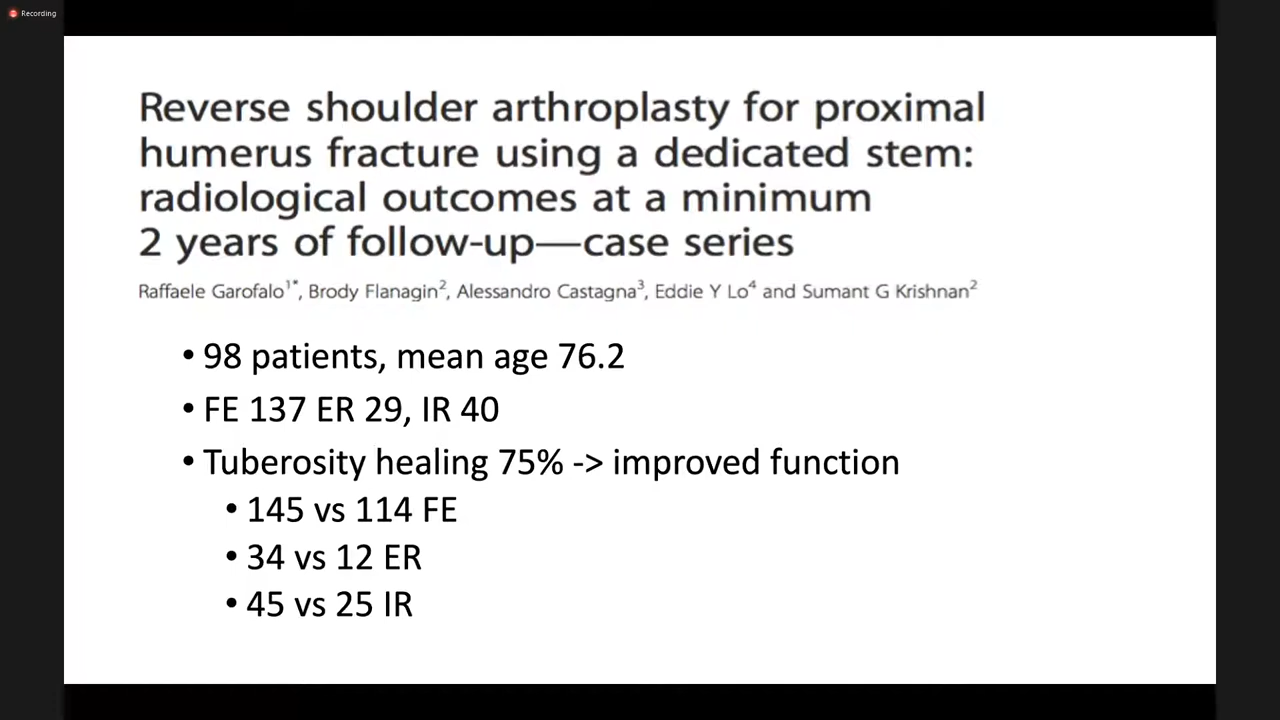 Recording
Reverse shoulder arthroplasty for proximal
humerus fracture using a dedicated stem:
radiological outcomes at a minimum
2 years of follow-up—case series
Raffaele Garofalo1*, Brody Flanagin2, Alessandro Castagna3, Eddie Y Lo4 and Sumant G Krishnan2
• 98 patients, mean age 76.2
• FE 137 ER 29, IR 40
• Tuberosity healing 75% -> improved function
• 145 vs 114 FE
• 34 vs 12 ER
• 45 vs 25 IR